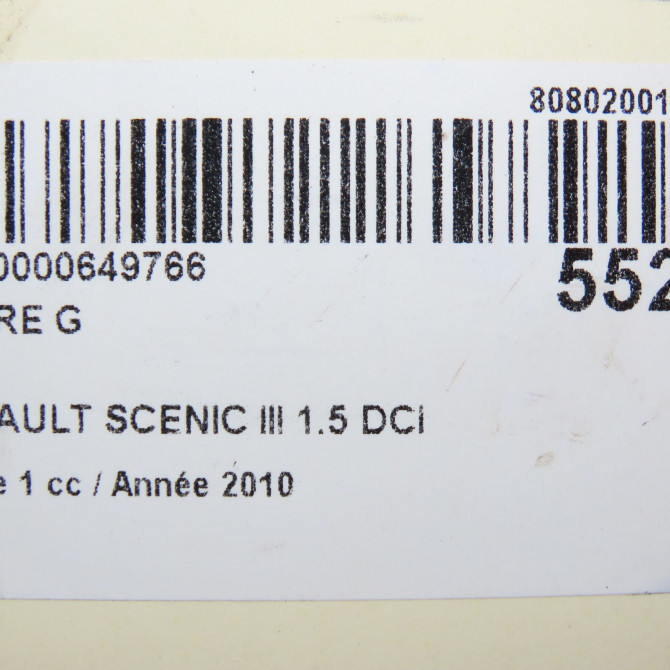 80802001
0000649766
552
RE G
AULT SCENIC III 1.5 DCI
e 1 cc / Année 2010